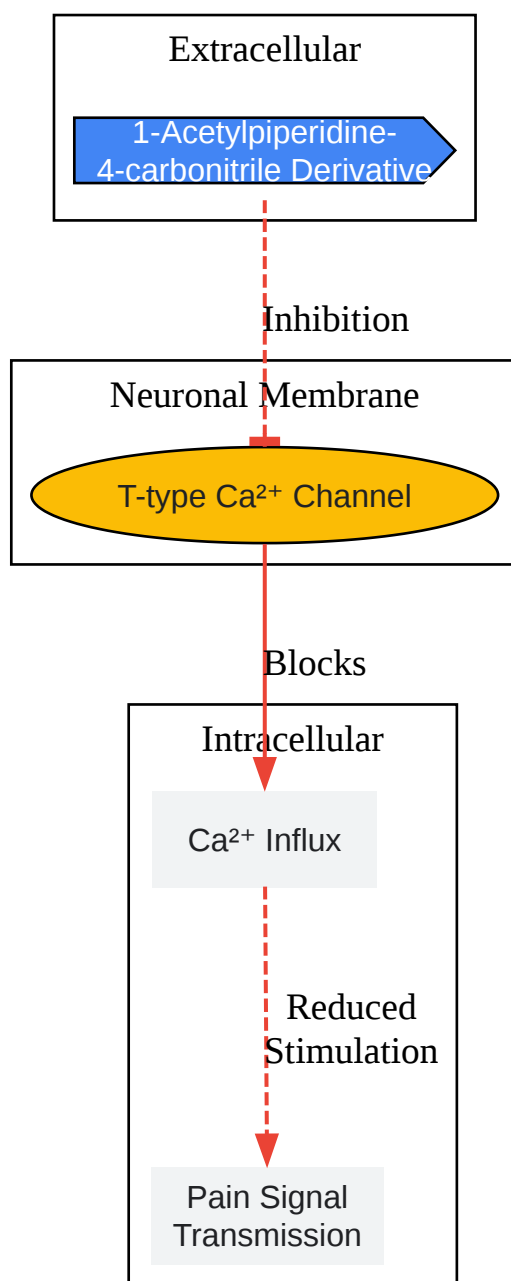 Extracellular
1-Acetylpiperidine-
4-carbonitrile Derivative
Inhibition
Neuronal Membrane
T-type Ca²⁺ Channel
Blocks
Intracellular
Ca²⁺ Influx
Reduced
Stimulation
Pain Signal
Transmission